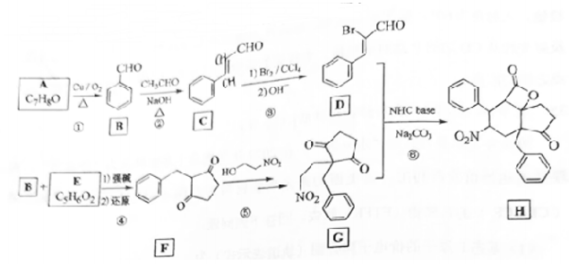 A
C₇H₈O
Cu / O₂
△
①
CHO
B
CH₃CHO
NaOH
△
②
(H
CHO
(H
C
1) Br₂ / CCl₄
2) OH⁻
③
Br
CHO
D
NHC base
Na₂CO₃
⑥
O
O
O₂N
O
H
B + E
C₅H₆O₂
1) 强碱
2) 还原
④
O
O
F
HO
NO₂
⑤
O
O
NO₂
G